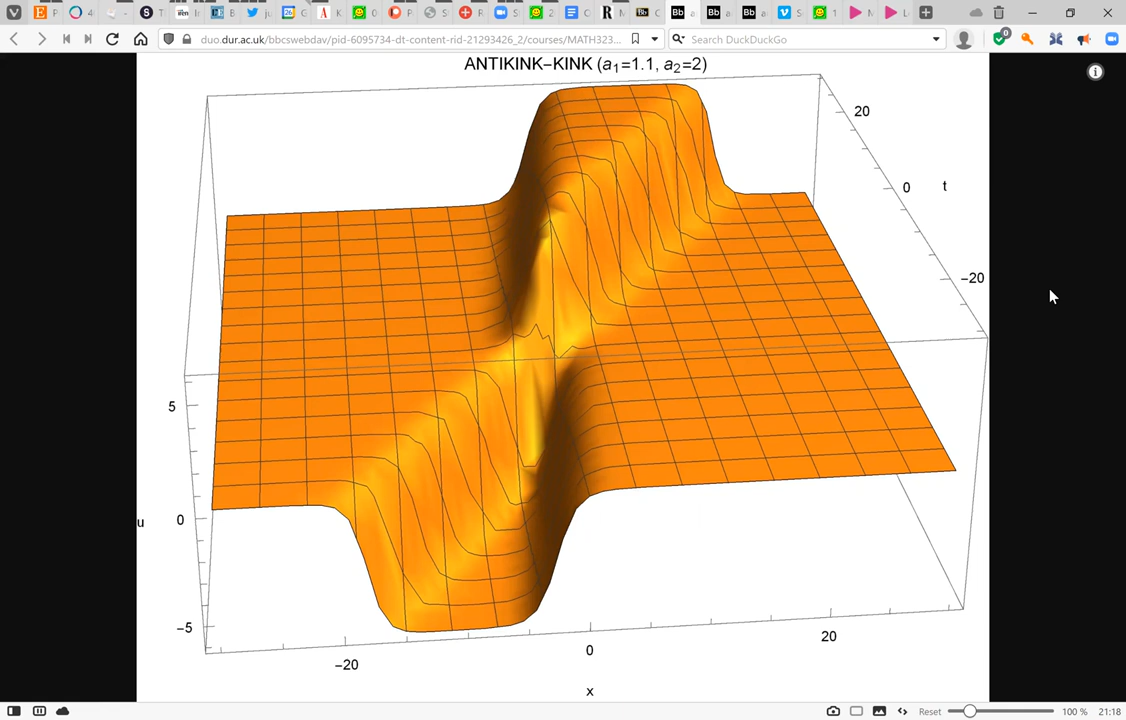 duo.dur.ac.uk/bbcswebdav/pid-6095734-dt-content-rid-21293426_2/courses/MATH323...
Search DuckDuckGo
ANTIKINK−KINK (a₁=1.1, a₂=2)
20
0
t
−20
5
0
u
−5
−20
0
20
x
Reset
100 %
21:18